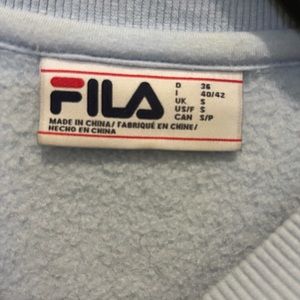 FILA
D 36
I 40/42
UK S
US/F S
CAN S/P
MADE IN CHINA/ FABRIQUÉ EN CHINE/
HECHO EN CHINA